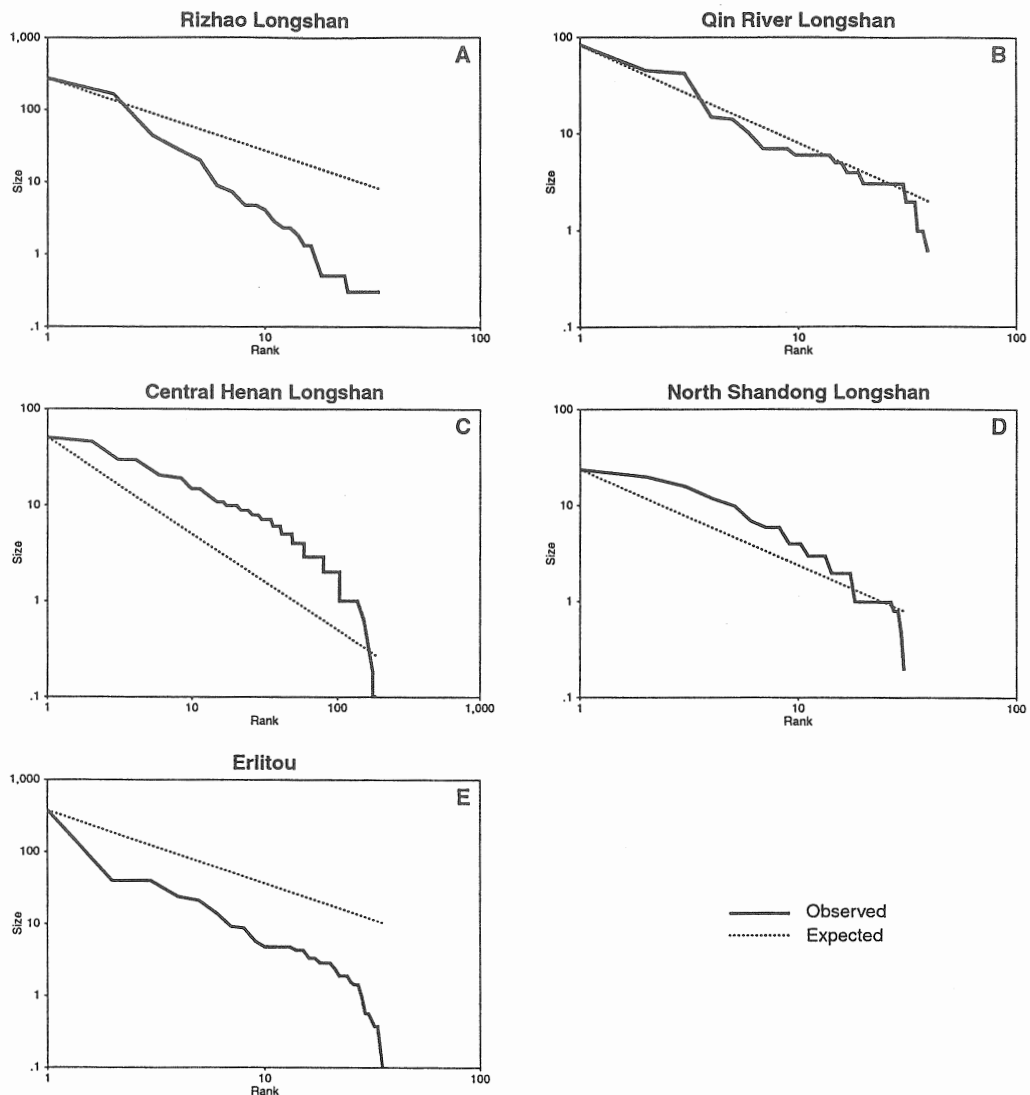 Rizhao Longshan
A
1,000
100
10
1
.1
Size
1
10
100
Rank
Qin River Longshan
B
100
10
1
.1
Size
1
10
100
Rank
Central Henan Longshan
C
100
10
1
.1
Size
1
10
100
1,000
Rank
North Shandong Longshan
D
100
10
1
.1
Size
1
10
100
Rank
Erlitou
E
1,000
100
10
1
.1
Size
1
10
100
Rank
Observed
Expected